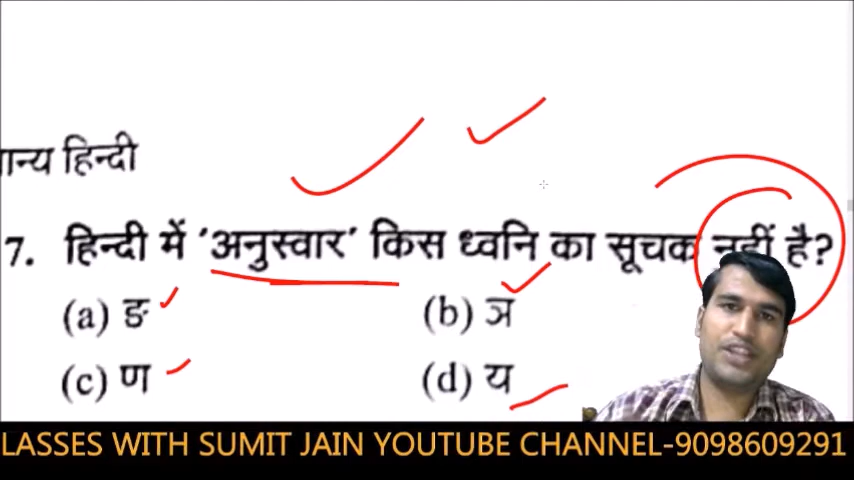 हिन्दी
7. हिन्दी में 'अनुस्वार' किस ध्वनि का सूचक नहीं है?
(a) ङ (b) ञ
(c) ण (d) य
LASSES WITH SUMIT JAIN YOUTUBE CHANNEL-9098609291